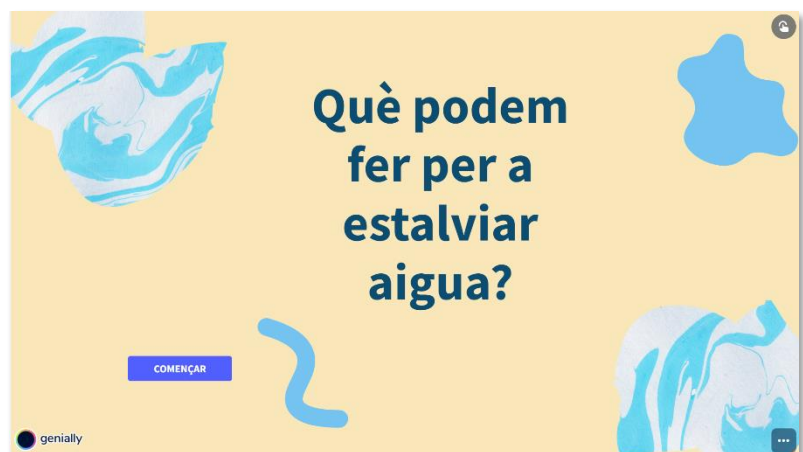 Què podem
fer per a
estalviar
aigua?
COMENÇAR
genially